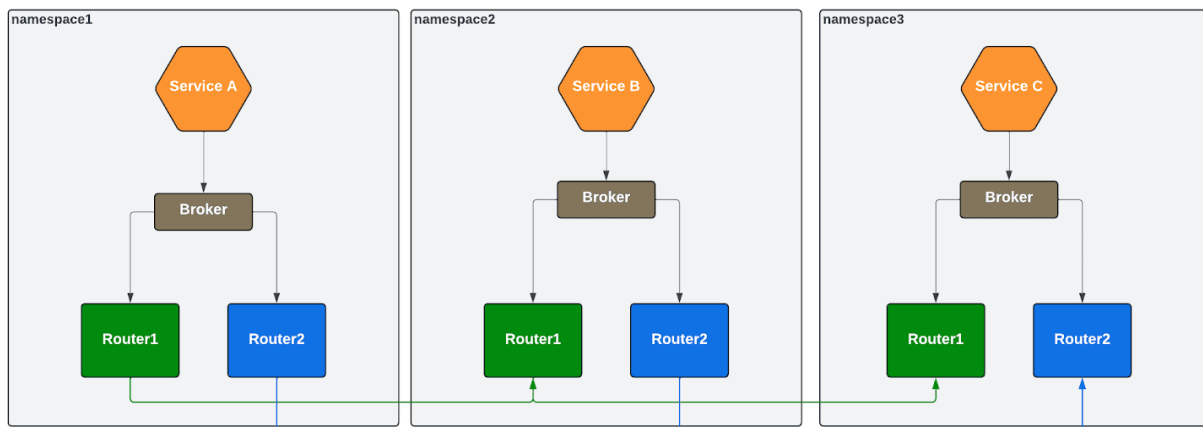 namespace1
Service A
Broker
Router1
Router2
namespace2
Service B
Broker
Router1
Router2
namespace3
Service C
Broker
Router1
Router2